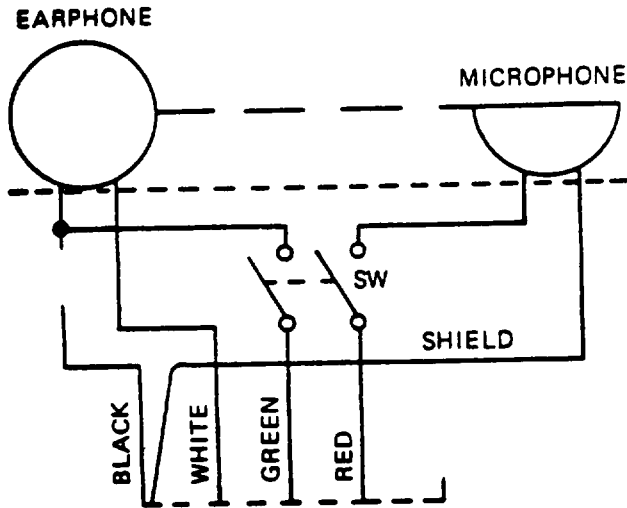 EARPHONE
MICROPHONE
SW
SHIELD
BLACK
WHITE
GREEN
RED